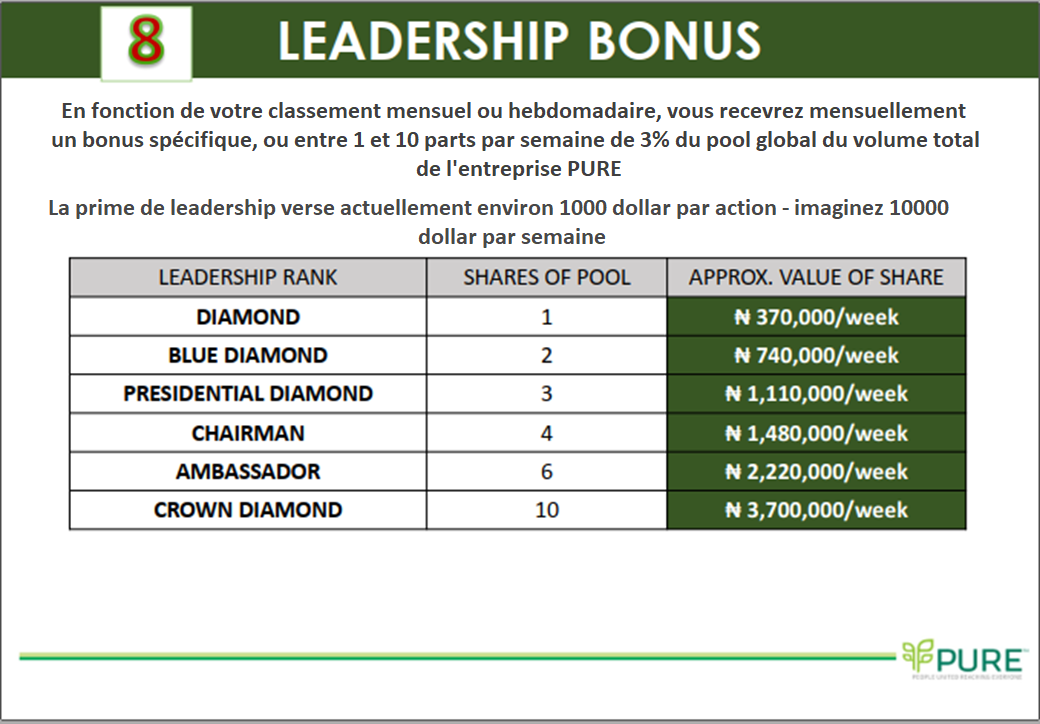 8
LEADERSHIP BONUS
En fonction de votre classement mensuel ou hebdomadaire, vous recevrez mensuellement
un bonus spécifique, ou entre 1 et 10 parts par semaine de 3% du pool global du volume total
de l'entreprise PURE
La prime de leadership verse actuellement environ 1000 dollar par action - imaginez 10000
dollar par semaine
LEADERSHIP RANK SHARES OF POOL APPROX. VALUE OF SHARE
DIAMOND 1 ₦ 370,000/week
BLUE DIAMOND 2 ₦ 740,000/week
PRESIDENTIAL DIAMOND 3 ₦ 1,110,000/week
CHAIRMAN 4 ₦ 1,480,000/week
AMBASSADOR 6 ₦ 2,220,000/week
CROWN DIAMOND 10 ₦ 3,700,000/week
PURE
PEOPLE UNITED REACHING EVERYONE